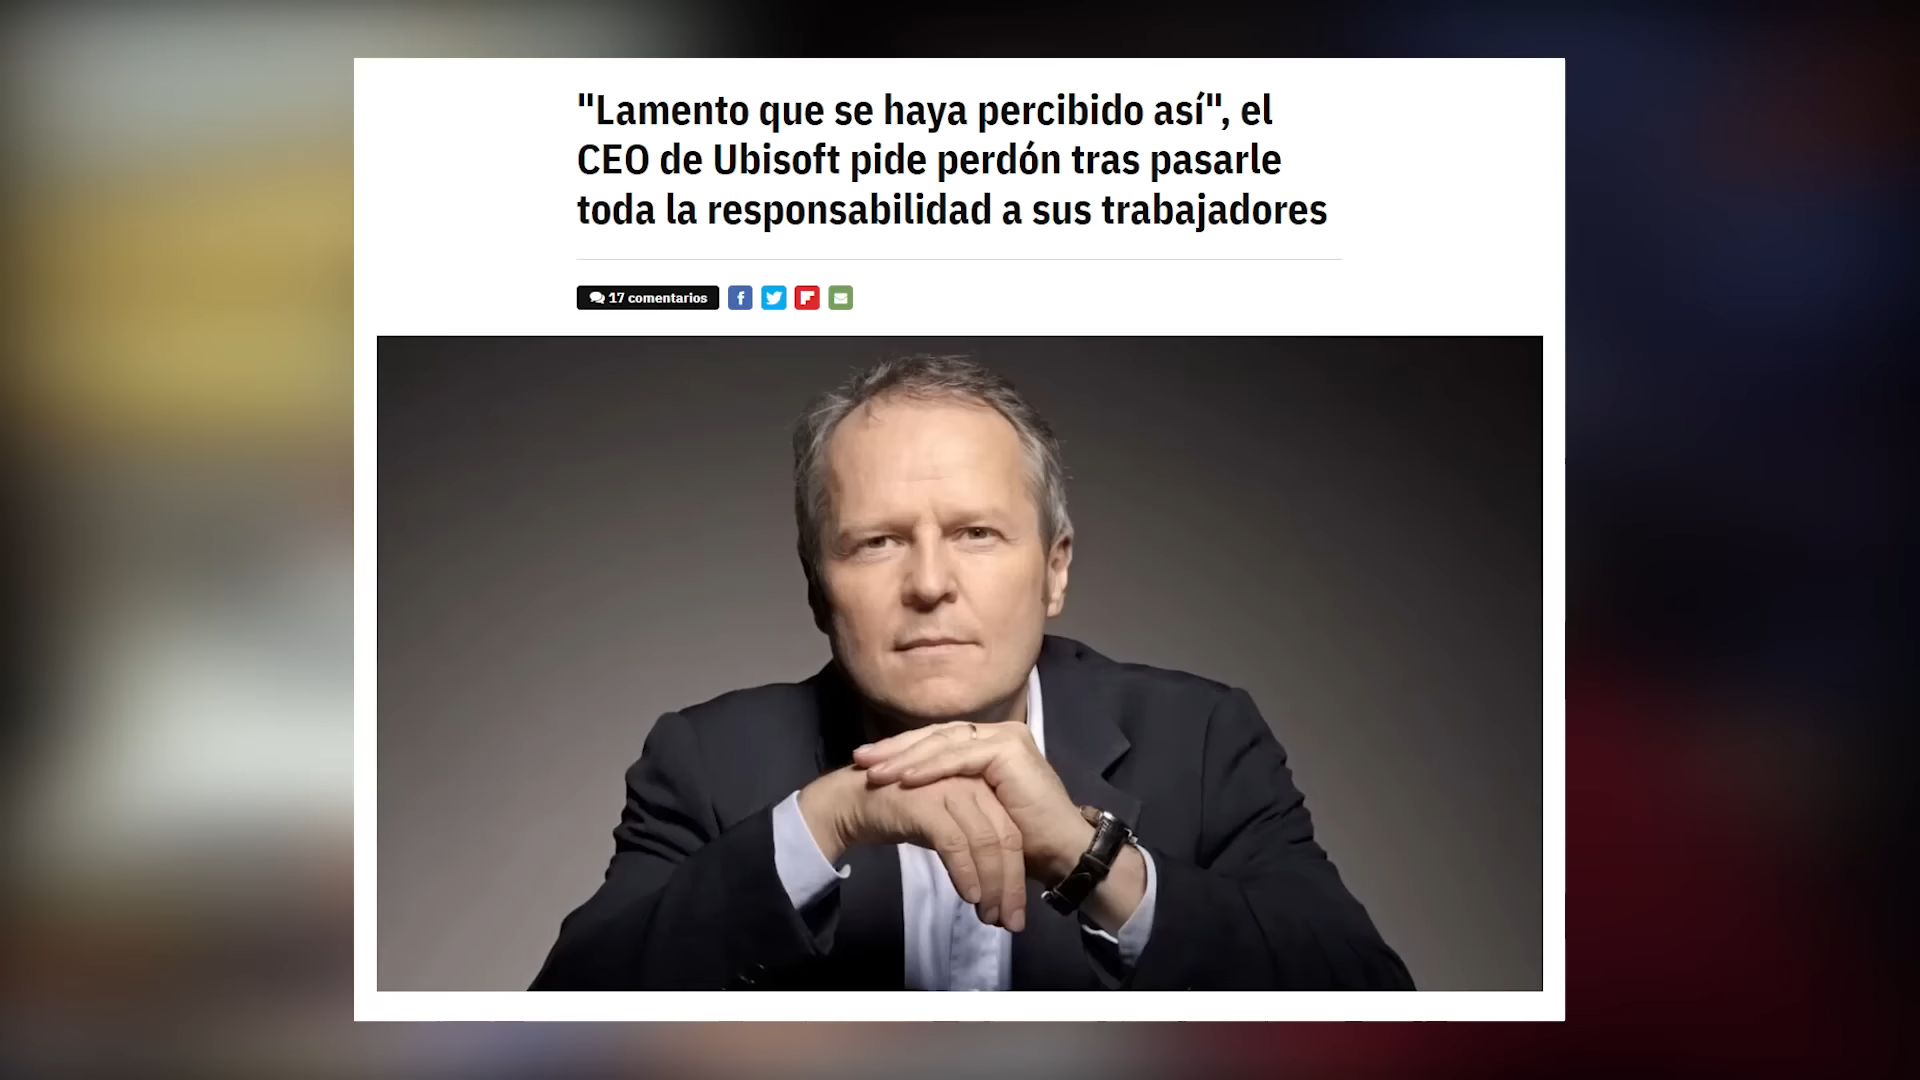 "Lamento que se haya percibido así", el
CEO de Ubisoft pide perdón tras pasarle
toda la responsabilidad a sus trabajadores
17 comentarios